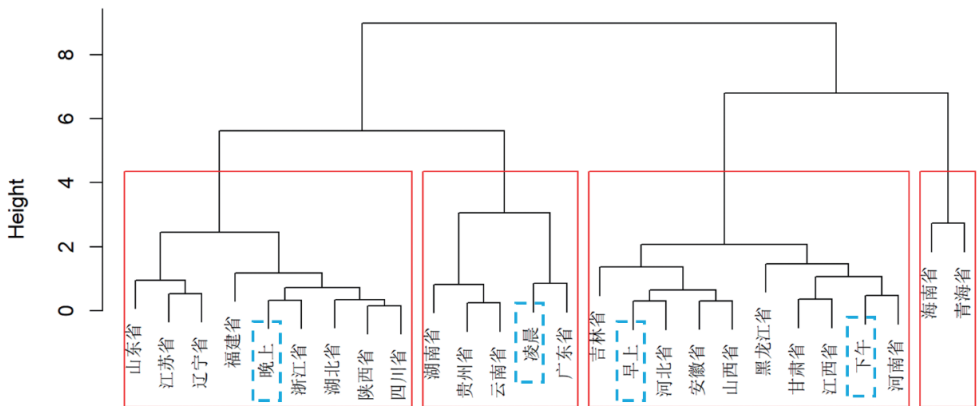 Height
8
6
4
2
0
山东省
江苏省
辽宁省
福建省
晚上
浙江省
湖北省
陕西省
四川省
湖南省
贵州省
云南省
凌晨
广东省
吉林省
早上
河北省
安徽省
山西省
黑龙江省
甘肃省
江西省
下午
河南省
海南省
青海省